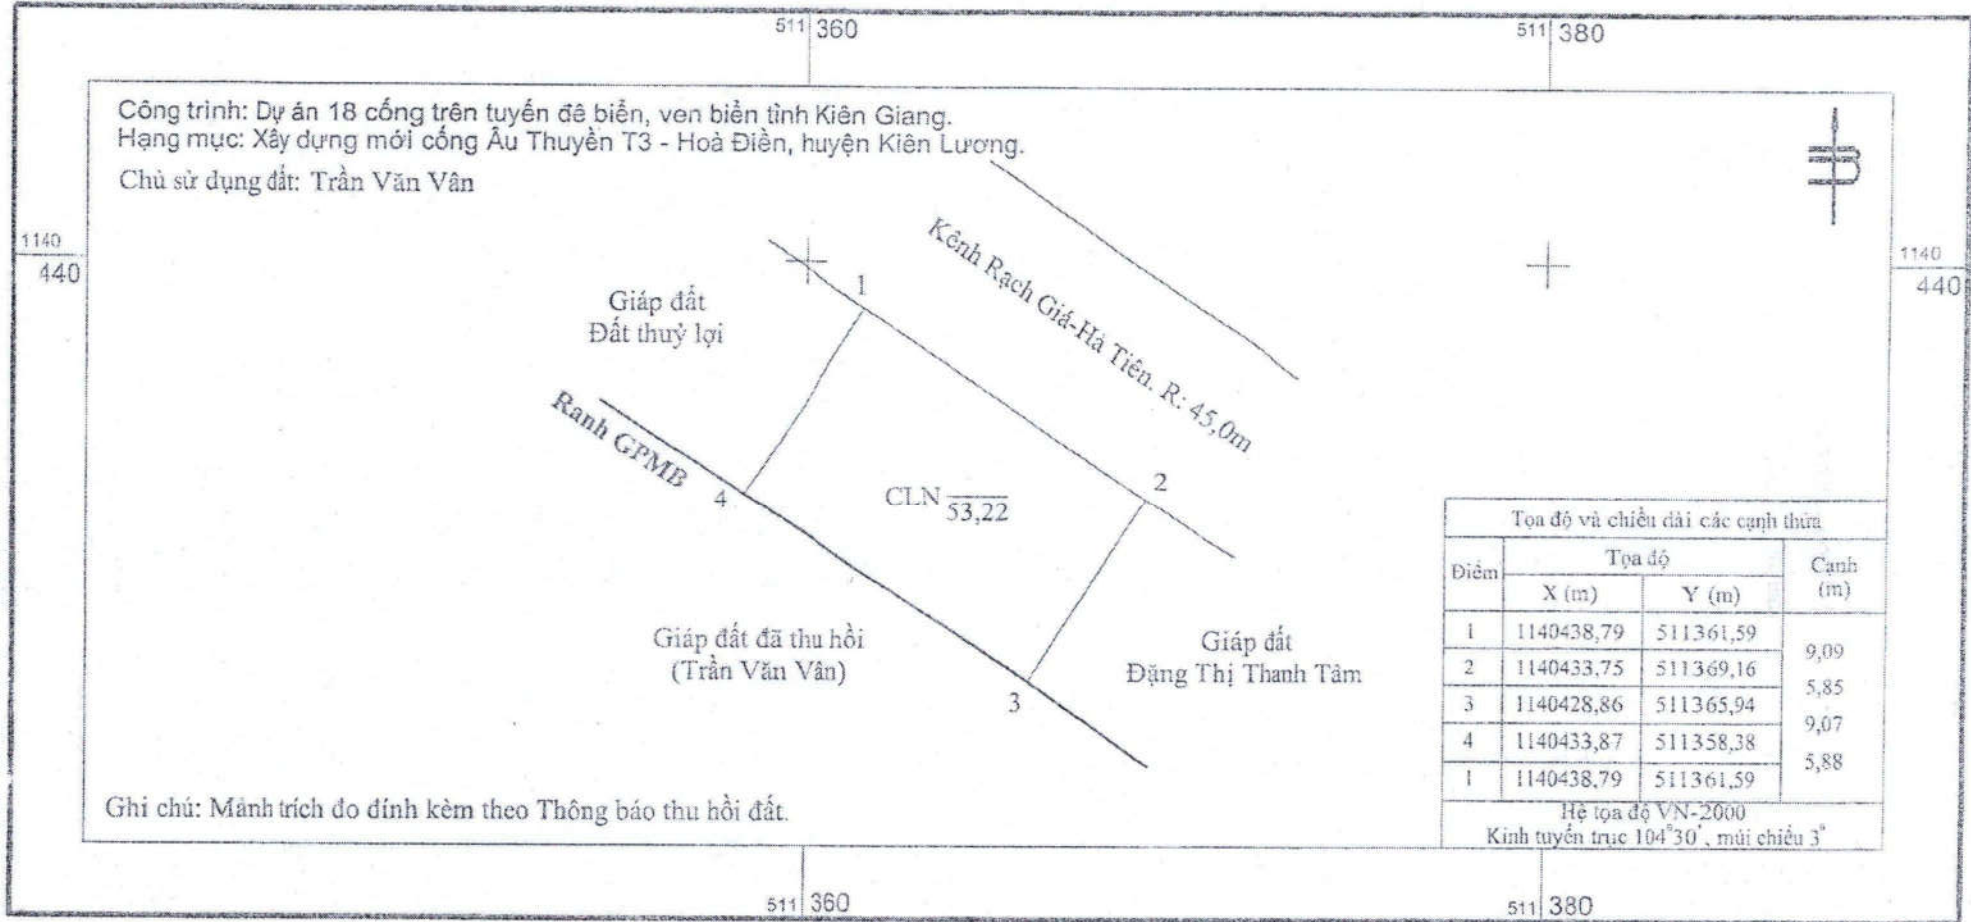 511 360
511 380
Công trình: Dự án 18 cống trên tuyến đê biển, ven biển tỉnh Kiên Giang.
Hạng mục: Xây dựng mới cống Âu Thuyền T3 - Hoà Điền, huyện Kiên Lương.
Chủ sử dụng đất: Trần Văn Vân
1140
440
1140
440
Kênh Rạch Giá-Hà Tiên. R: 45,0m
1
Giáp đất
Đất thuỷ lợi
Ranh GPMB
4
CLN 53,22
2
Giáp đất đã thu hồi
(Trần Văn Vân)
3
Giáp đất
Đặng Thị Thanh Tâm
Tọa độ và chiều dài các cạnh thửa
Điểm Tọa độ Cạnh (m)
X (m) Y (m)
1 1140438,79 511361,59
9,09
2 1140433,75 511369,16
5,85
3 1140428,86 511365,94
9,07
4 1140433,87 511358,38
5,88
1 1140438,79 511361,59
Hệ tọa độ VN-2000
Kinh tuyến trục 104°30', múi chiếu 3°
Ghi chú: Mảnh trích đo đính kèm theo Thông báo thu hồi đất.
511 360
511 380